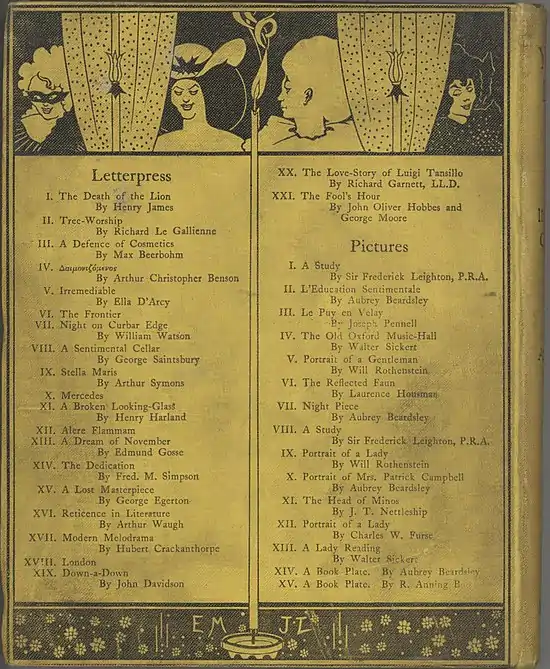 Letterpress
I. The Death of the Lion
By Henry James
II. Tree-Worship
By Richard Le Gallienne
III. A Defence of Cosmetics
By Max Beerbohm
IV. Δαιμονιζόμενος
By Arthur Christopher Benson
V. Irremediable
By Ella D'Arcy
VI. The Frontier
VII. Night on Curbar Edge
By William Watson
VIII. A Sentimental Cellar
By George Saintsbury
IX. Stella Maris
By Arthur Symons
X. Mercedes
XI. A Broken Looking-Glass
By Henry Harland
XII. Alere Flammam
XIII. A Dream of November
By Edmund Gosse
XIV. The Dedication
By Fred. M. Simpson
XV. A Lost Masterpiece
By George Egerton
XVI. Reticence in Literature
By Arthur Waugh
XVII. Modern Melodrama
By Hubert Crackanthorpe
XVIII. London
XIX. Down-a-Down
By John Davidson
XX. The Love-Story of Luigi Tansillo
By Richard Garnett, LL.D.
XXI. The Fool's Hour
By John Oliver Hobbes and
George Moore
Pictures
I. A Study
By Sir Frederick Leighton, P.R.A.
II. L'Education Sentimentale
By Aubrey Beardsley
III. Le Puy en Velay
By Joseph Pennell
IV. The Old Oxford Music-Hall
By Walter Sickert
V. Portrait of a Gentleman
By Will Rothenstein
VI. The Reflected Faun
By Laurence Housman
VII. Night Piece
By Aubrey Beardsley
VIII. A Study
By Sir Frederick Leighton, P.R.A.
IX. Portrait of a Lady
By Will Rothenstein
X. Portrait of Mrs. Patrick Campbell
By Aubrey Beardsley
XI. The Head of Minos
By J. T. Nettleship
XII. Portrait of a Lady
By Charles W. Furse
XIII. A Lady Reading
By Walter Sickert
XIV. A Book Plate. By Aubrey Beardsley
XV. A Book Plate. By R. Anning
EM JL